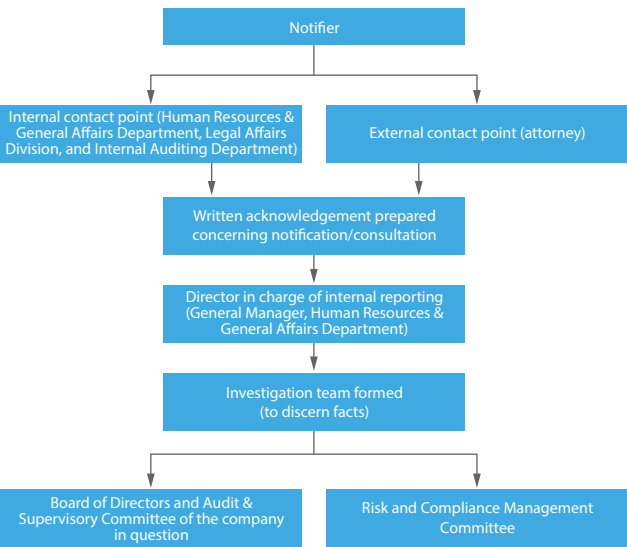 Notifier
Internal contact point (Human Resources &
General Affairs Department, Legal Affairs
Division, and Internal Auditing Department)
External contact point (attorney)
Written acknowledgement prepared
concerning notification/consultation
Director in charge of internal reporting
(General Manager, Human Resources &
General Affairs Department)
Investigation team formed
(to discern facts)
Board of Directors and Audit &
Supervisory Committee of the company
in question
Risk and Compliance Management
Committee